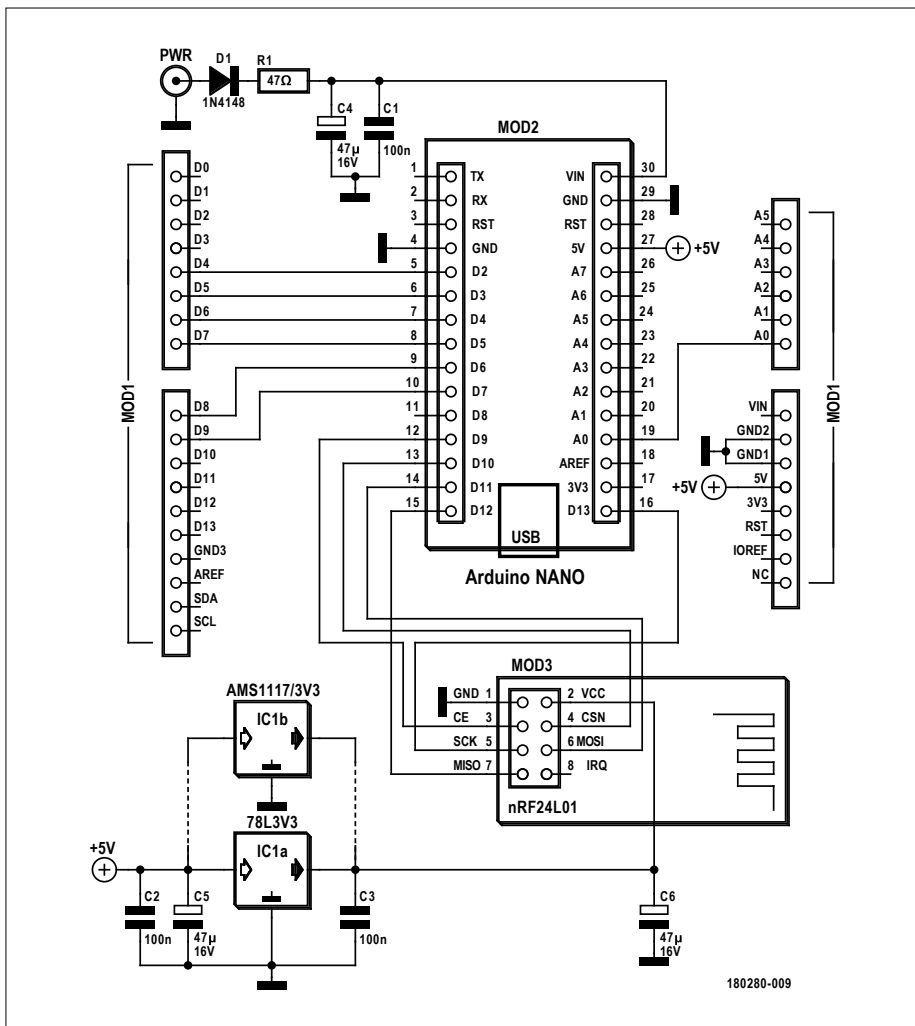 PWR
D1
1N4148
R1
47Ω
C4
47µ
16V
C1
100n
MOD2
MOD1
D0
D1
D2
D3
D4
D5
D6
D7
D8
D9
D10
D11
D12
D13
GND3
AREF
SDA
SCL
1 TX
2 RX
3 RST
4 GND
5 D2
6 D3
7 D4
8 D5
9 D6
10 D7
11 D8
12 D9
13 D10
14 D11
15 D12
VIN 30
GND 29
RST 28
5V 27
A7 26
A6 25
A5 24
A4 23
A3 22
A2 21
A1 20
A0 19
AREF 18
3V3 17
D13 16
+5V
USB
Arduino NANO
A5
A4
A3
A2
A1
A0
MOD1
VIN
GND2
GND1
+5V
5V
3V3
RST
IOREF
NC
MOD3
GND 1
2 VCC
CE 3
4 CSN
SCK 5
6 MOSI
MISO 7
8 IRQ
nRF24L01
AMS1117/3V3
IC1b
78L3V3
IC1a
+5V
C2
100n
C5
47µ
16V
C3
100n
C6
47µ
16V
180280-009